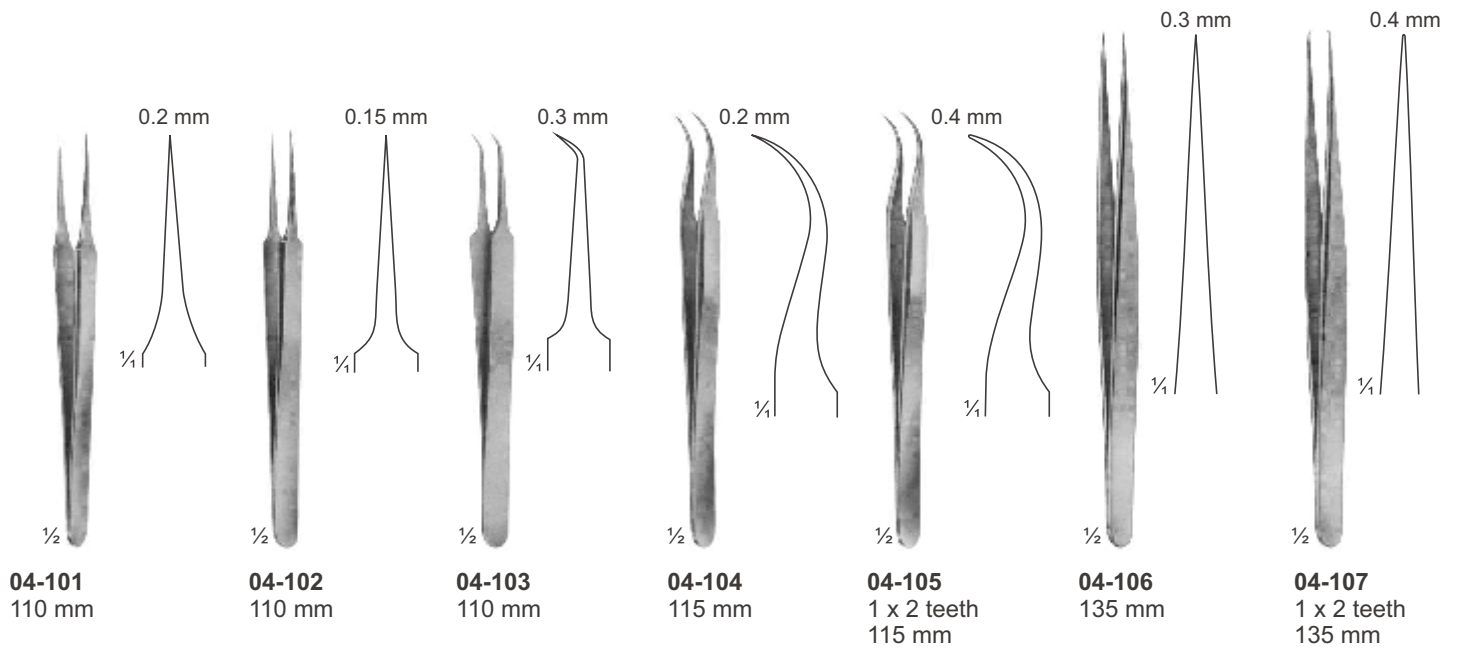 0.2 mm
0.15 mm
0.3 mm
0.2 mm
0.4 mm
0.3 mm
0.4 mm
⅟₁
⅟₁
⅟₁
⅟₁
⅟₁
⅟₁
⅟₁
½
½
½
½
½
½
½
04-101
110 mm
04-102
110 mm
04-103
110 mm
04-104
115 mm
04-105
1 x 2 teeth
115 mm
04-106
135 mm
04-107
1 x 2 teeth
135 mm